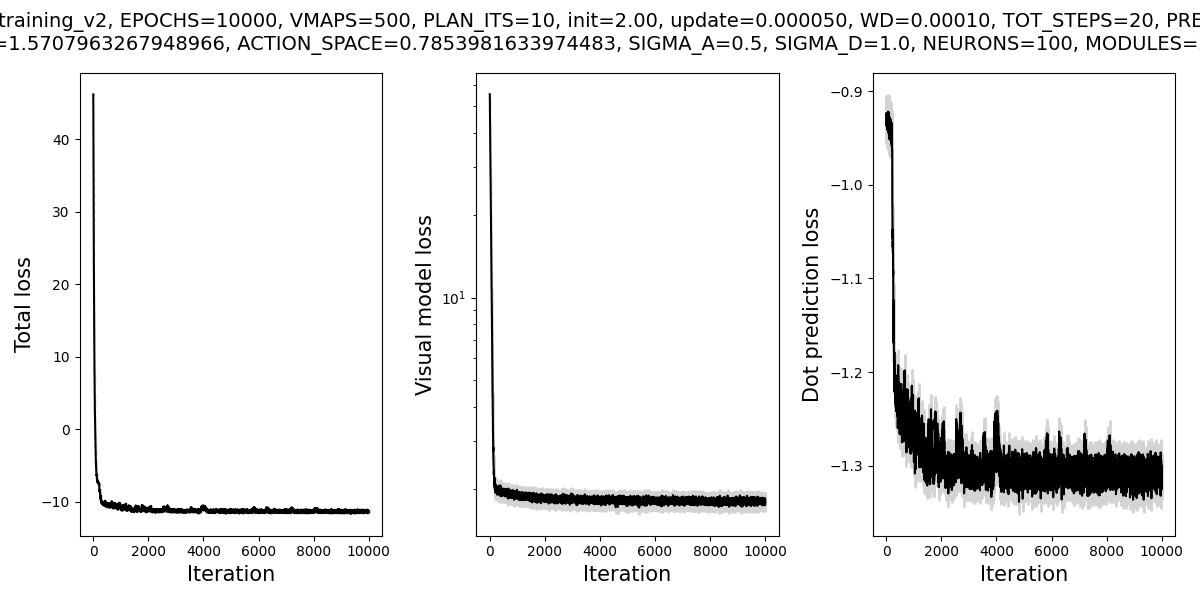 training_v2, EPOCHS=10000, VMAPS=500, PLAN_ITS=10, init=2.00, update=0.000050, WD=0.00010, TOT_STEPS=20, PRE
=1.5707963267948966, ACTION_SPACE=0.7853981633974483, SIGMA_A=0.5, SIGMA_D=1.0, NEURONS=100, MODULES=
Total loss
40
30
20
10
0
−10
0 2000 4000 6000 8000 10000
Iteration
Visual model loss
10¹
0 2000 4000 6000 8000 10000
Iteration
Dot prediction loss
−0.9
−1.0
−1.1
−1.2
−1.3
0 2000 4000 6000 8000 10000
Iteration